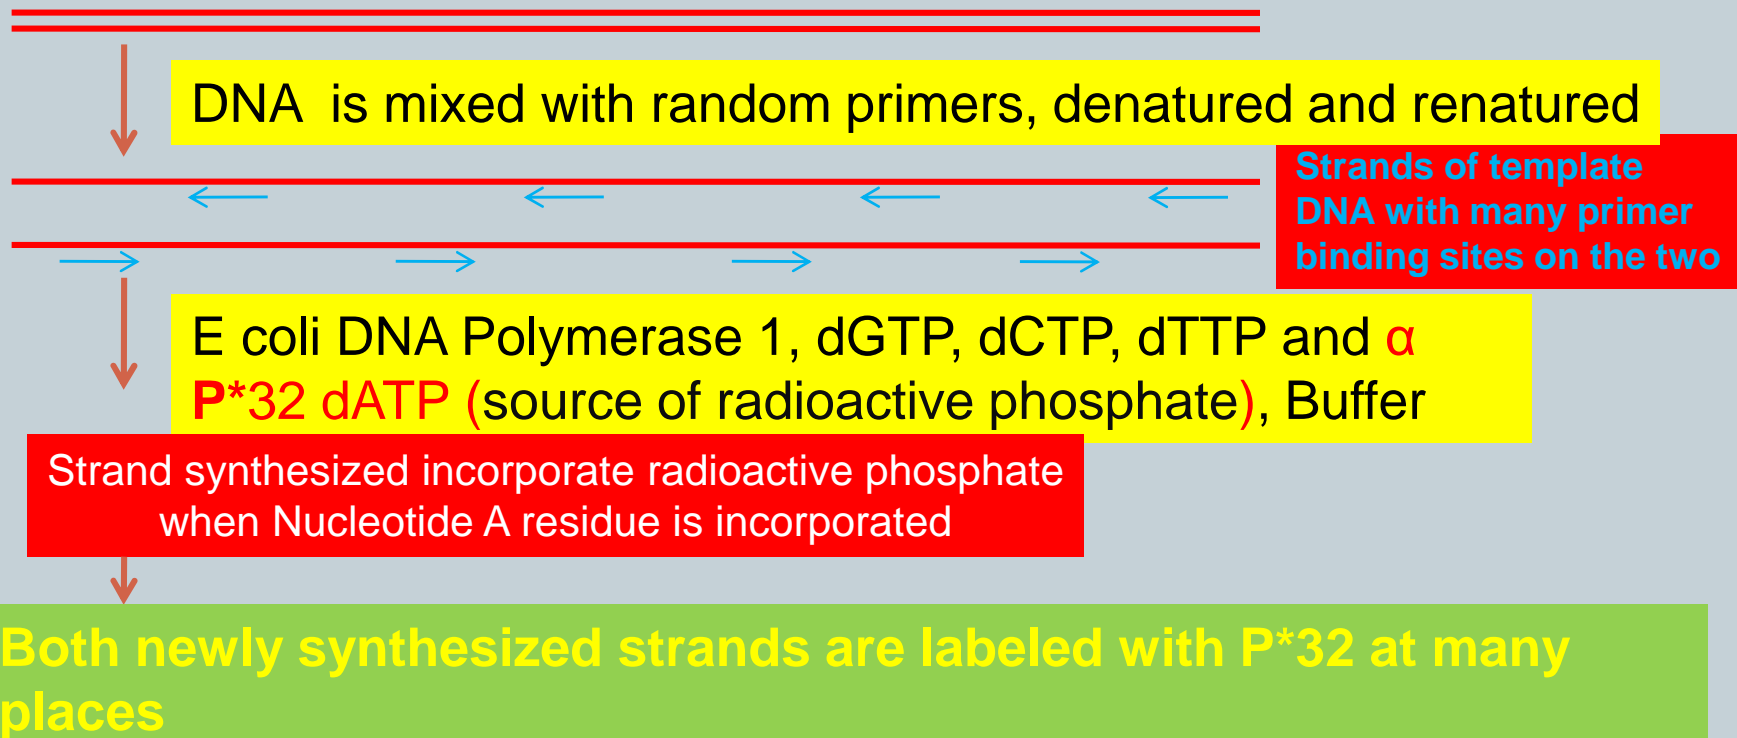 DNA is mixed with random primers, denatured and renatured
Strands of template
DNA with many primer
binding sites on the two
E coli DNA Polymerase 1, dGTP, dCTP, dTTP and α
P*32 dATP (source of radioactive phosphate), Buffer
Strand synthesized incorporate radioactive phosphate
when Nucleotide A residue is incorporated
Both newly synthesized strands are labeled with P*32 at many
places